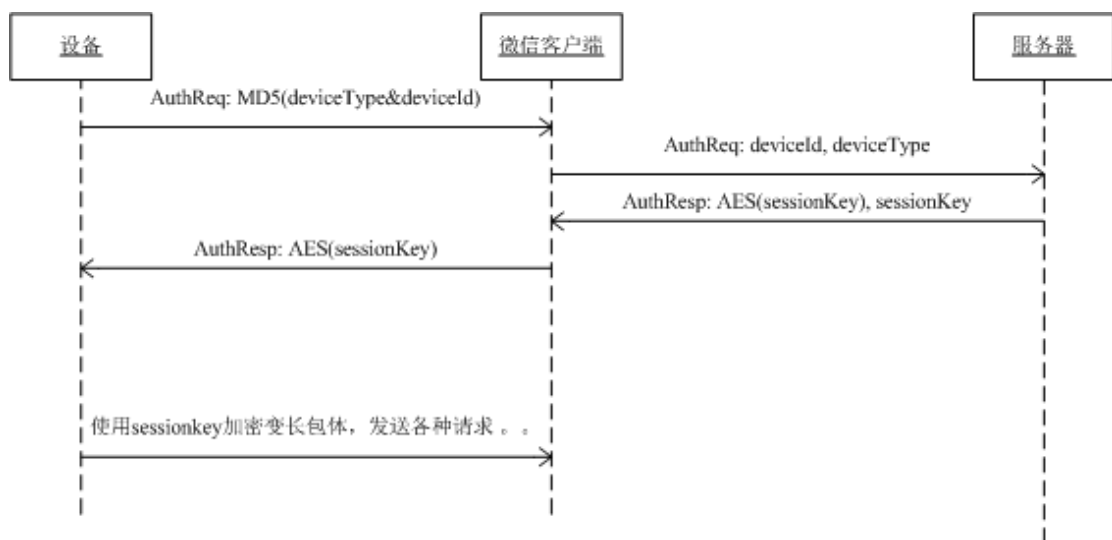 设备
微信客户端
服务器
AuthReq: MD5(deviceType&deviceId)
AuthReq: deviceId, deviceType
AuthResp: AES(sessionKey), sessionKey
AuthResp: AES(sessionKey)
使用sessionkey加密变长包体，发送各种请求。。